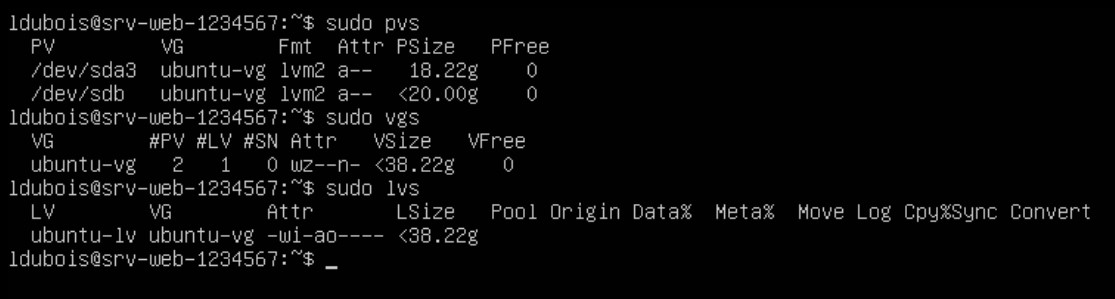 ldubois@srv-web-1234567:~$ sudo pvs
  PV         VG        Fmt  Attr PSize   PFree
  /dev/sda3  ubuntu-vg lvm2 a--   18.22g    0
  /dev/sdb   ubuntu-vg lvm2 a--  <20.00g    0
ldubois@srv-web-1234567:~$ sudo vgs
  VG        #PV #LV #SN Attr   VSize   VFree
  ubuntu-vg   2   1   0 wz--n- <38.22g    0
ldubois@srv-web-1234567:~$ sudo lvs
  LV        VG        Attr       LSize   Pool Origin Data%  Meta%  Move Log Cpy%Sync Convert
  ubuntu-lv ubuntu-vg -wi-ao---- <38.22g
ldubois@srv-web-1234567:~$ _